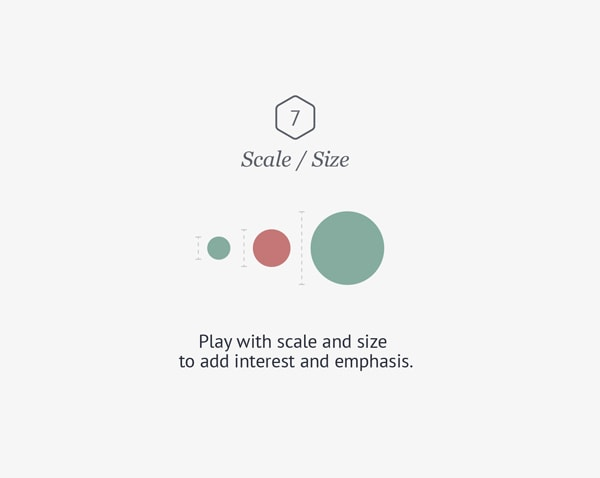 7
Scale / Size
Play with scale and size
to add interest and emphasis.